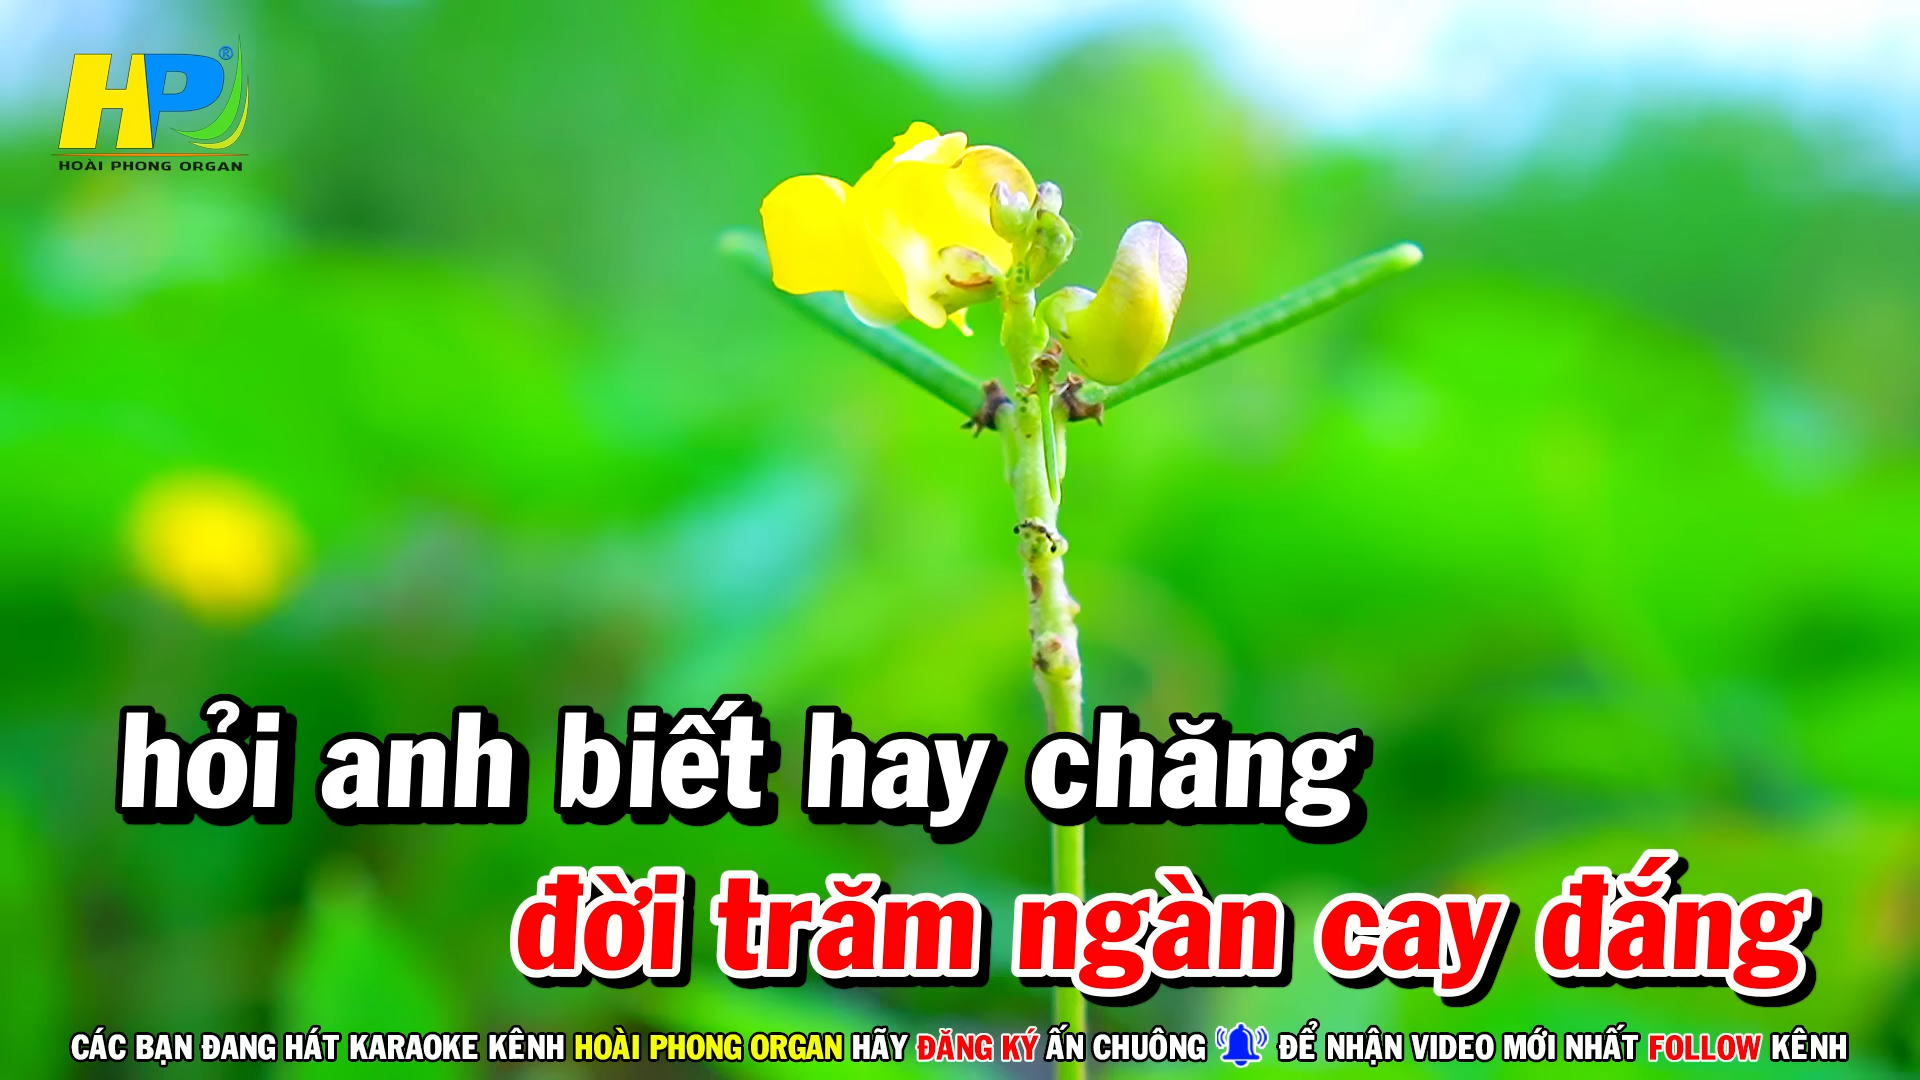 HP®
HOÀI PHONG ORGAN
hỏi anh biết hay chăng
đời trăm ngàn cay đắng
CÁC BẠN ĐANG HÁT KARAOKE KÊNH HOÀI PHONG ORGAN HÃY ĐĂNG KÝ ẤN CHUÔNG ĐỂ NHẬN VIDEO MỚI NHẤT FOLLOW KÊNH